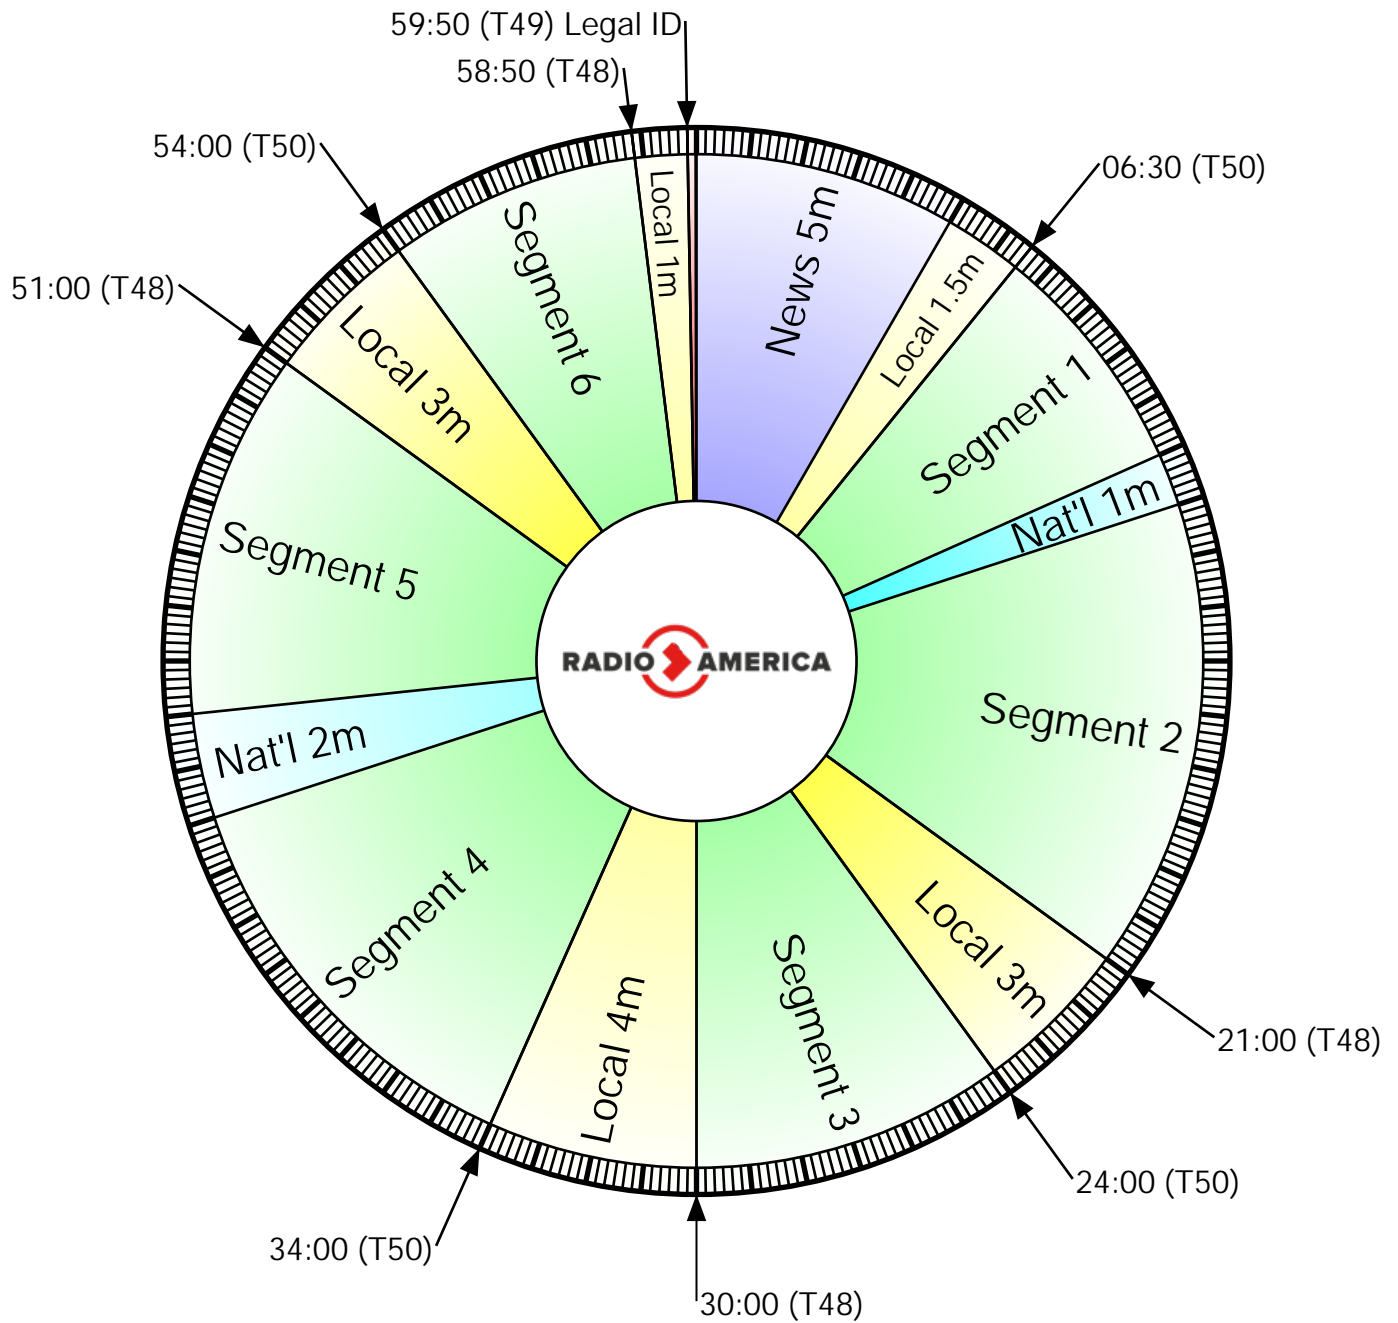 59:50 (T49) Legal ID
58:50 (T48)
54:00 (T50)
06:30 (T50)
51:00 (T48)
Local 1m
News 5m
Segment 6
Local 1.5m
Local 3m
Segment 1
Nat'l 1m
Segment 5
RADIO AMERICA
Segment 2
Nat'l 2m
Segment 4
Local 3m
Segment 3
Local 4m
21:00 (T48)
24:00 (T50)
34:00 (T50)
30:00 (T48)